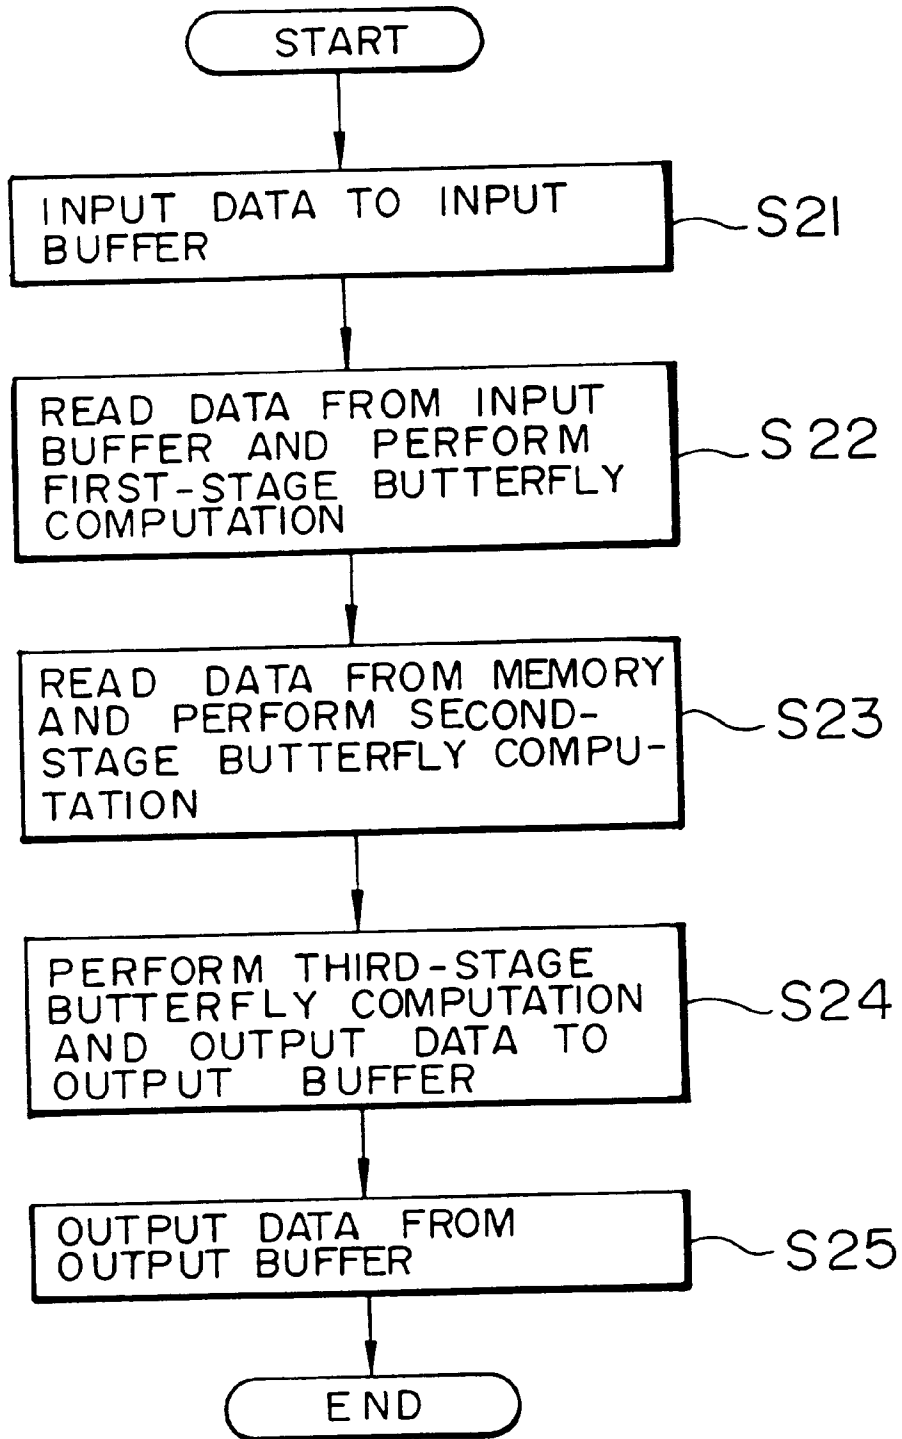 START
INPUT DATA TO INPUT
BUFFER
S21
READ DATA FROM INPUT
BUFFER AND PERFORM
FIRST-STAGE BUTTERFLY
COMPUTATION
S22
READ DATA FROM MEMORY
AND PERFORM SECOND-
STAGE BUTTERFLY COMPU-
TATION
S23
PERFORM THIRD-STAGE
BUTTERFLY COMPUTATION
AND OUTPUT DATA TO
OUTPUT BUFFER
S24
OUTPUT DATA FROM
OUTPUT BUFFER
S25
END